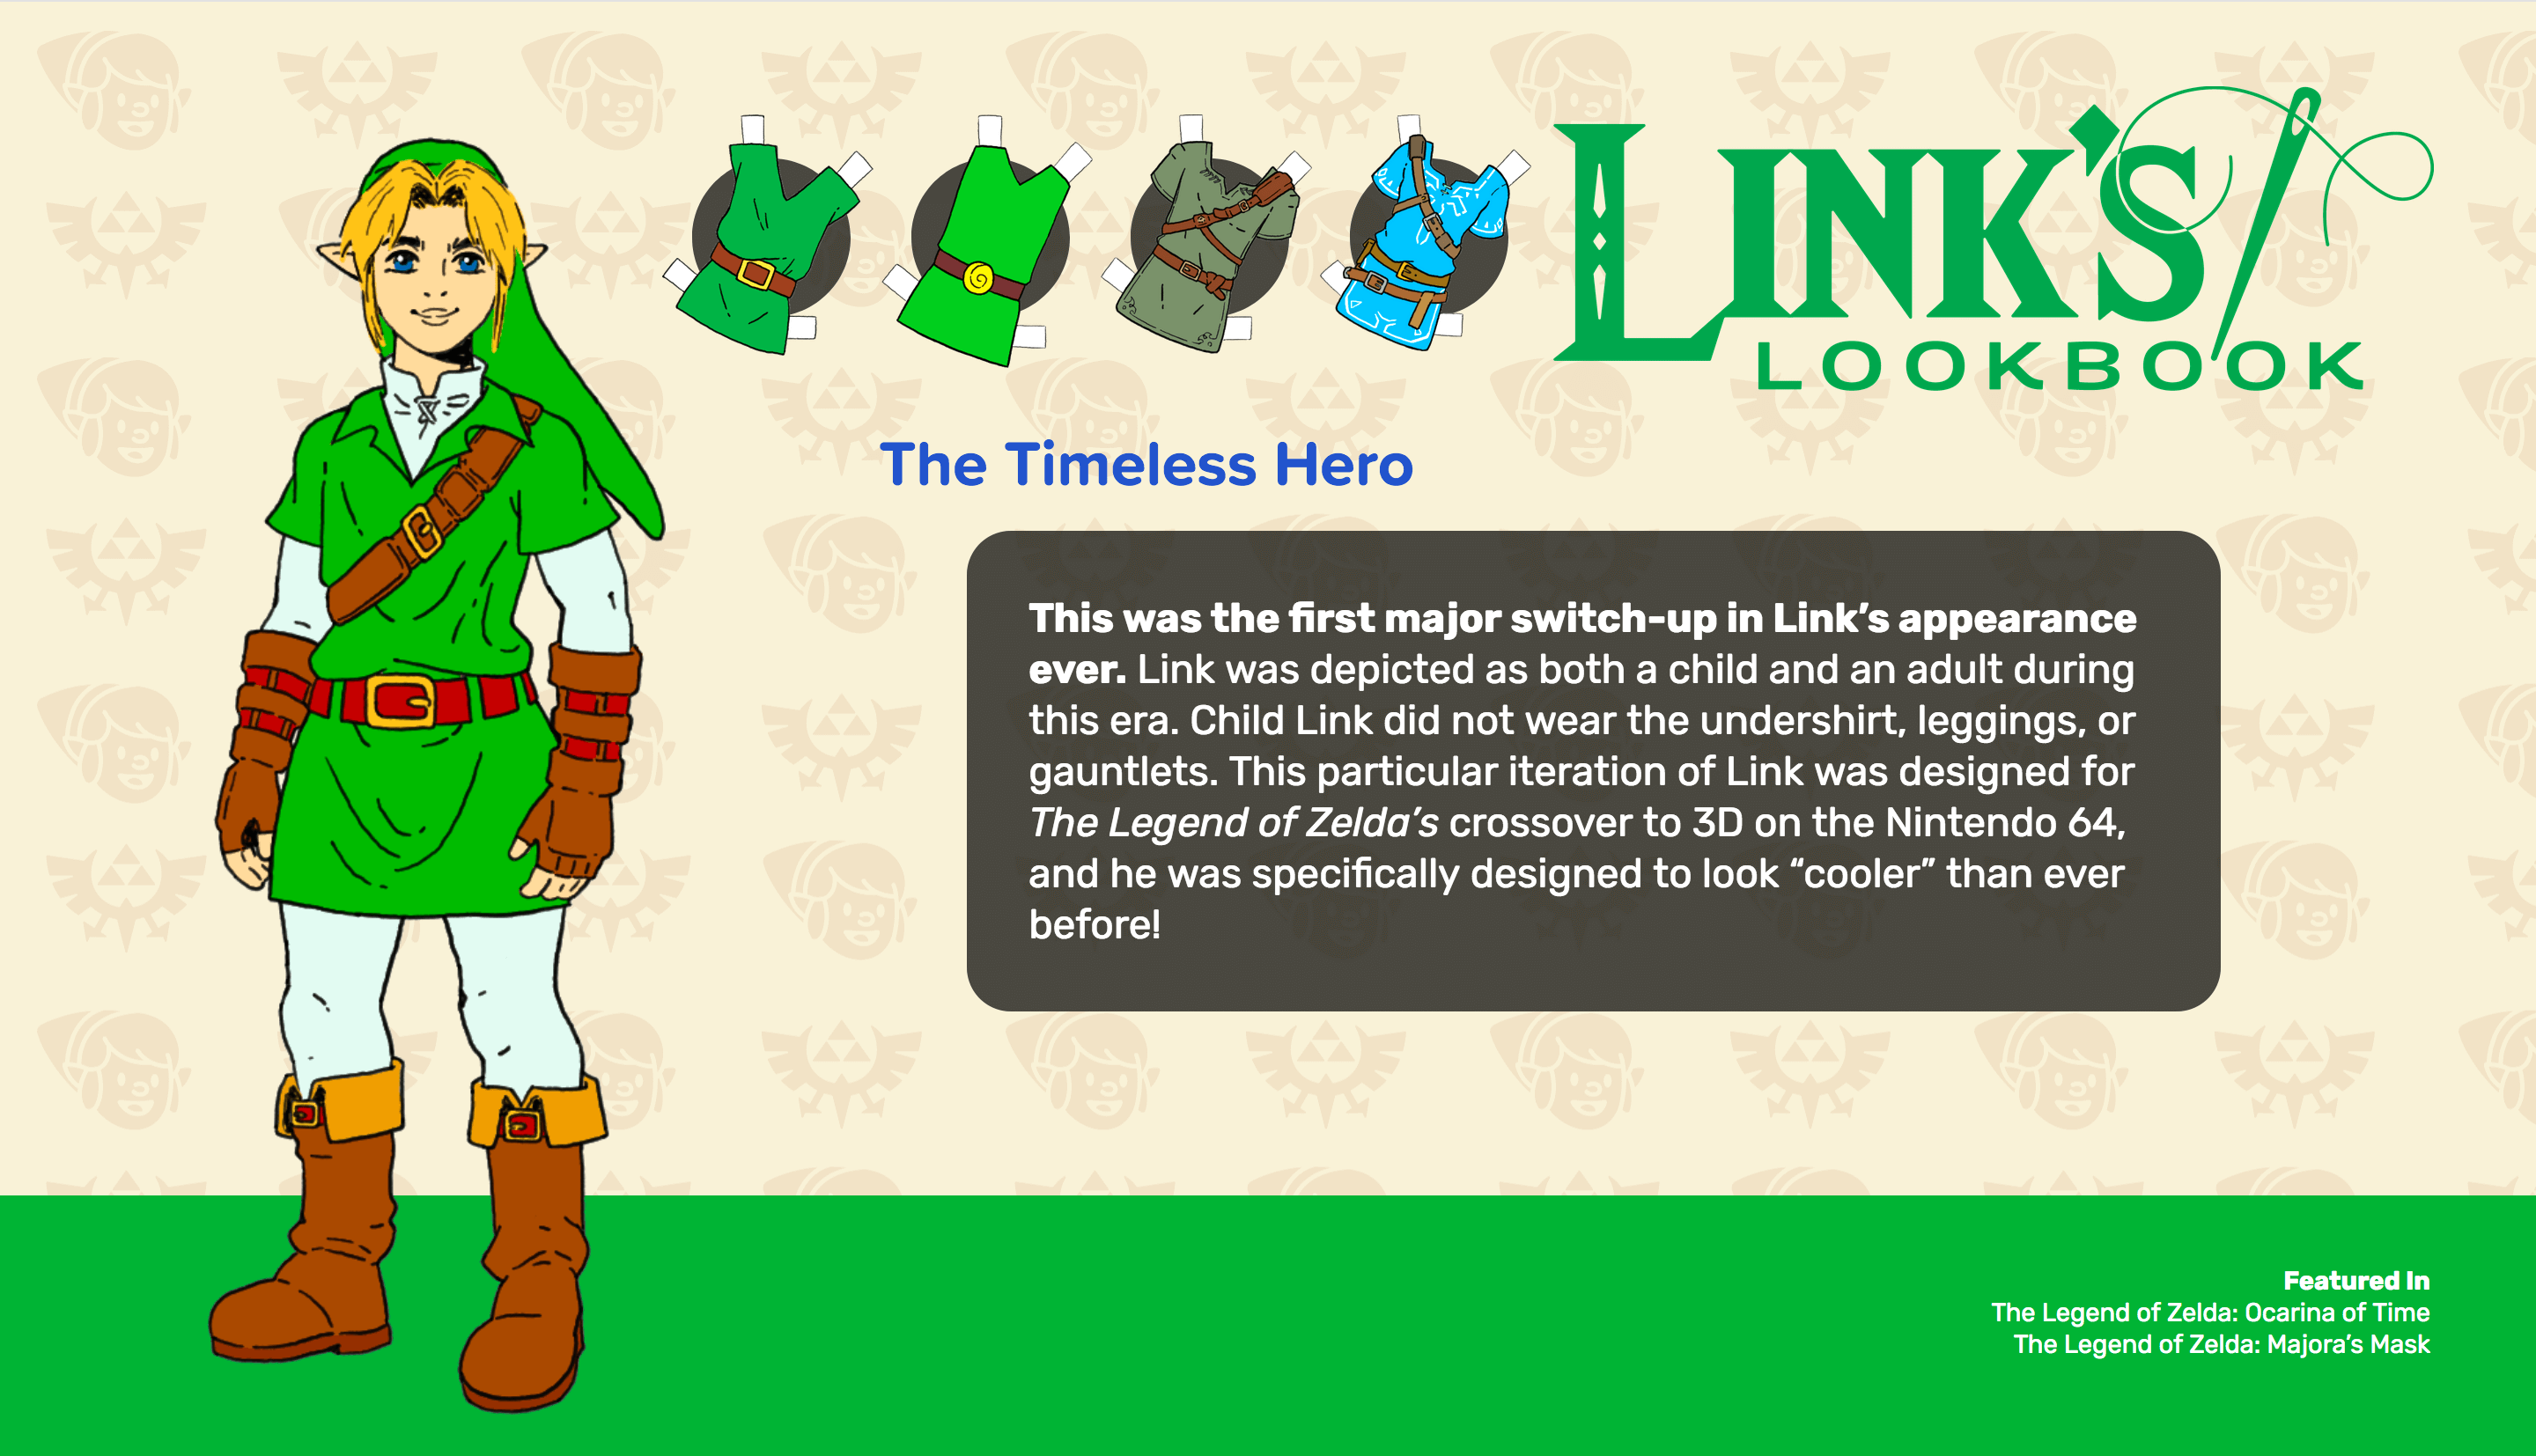 LINK'S
LOOKBOOK
The Timeless Hero
This was the first major switch-up in Link's appearance
ever. Link was depicted as both a child and an adult during
this era. Child Link did not wear the undershirt, leggings, or
gauntlets. This particular iteration of Link was designed for
The Legend of Zelda's crossover to 3D on the Nintendo 64,
and he was specifically designed to look “cooler” than ever
before!
Featured In
The Legend of Zelda: Ocarina of Time
The Legend of Zelda: Majora's Mask